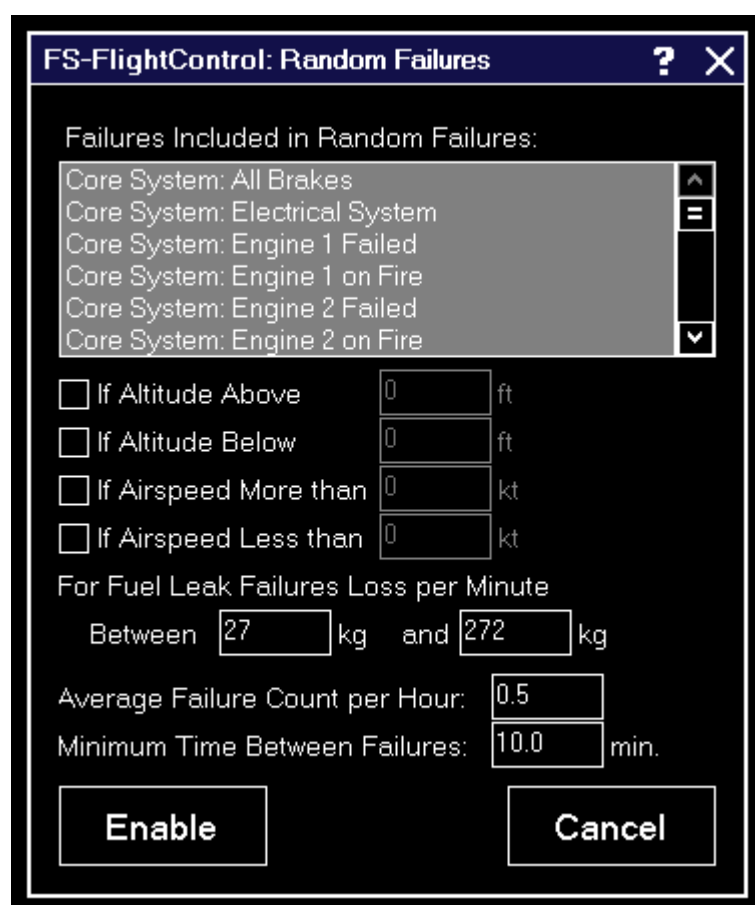 FS-FlightControl: Random Failures ? X
Failures Included in Random Failures:
Core System: All Brakes
Core System: Electrical System
Core System: Engine 1 Failed
Core System: Engine 1 on Fire
Core System: Engine 2 Failed
Core System: Engine 2 on Fire
If Altitude Above 0 ft
If Altitude Below 0 ft
If Airspeed More than 0 kt
If Airspeed Less than 0 kt
For Fuel Leak Failures Loss per Minute
Between 27 kg and 272 kg
Average Failure Count per Hour: 0.5
Minimum Time Between Failures: 10.0 min.
Enable Cancel